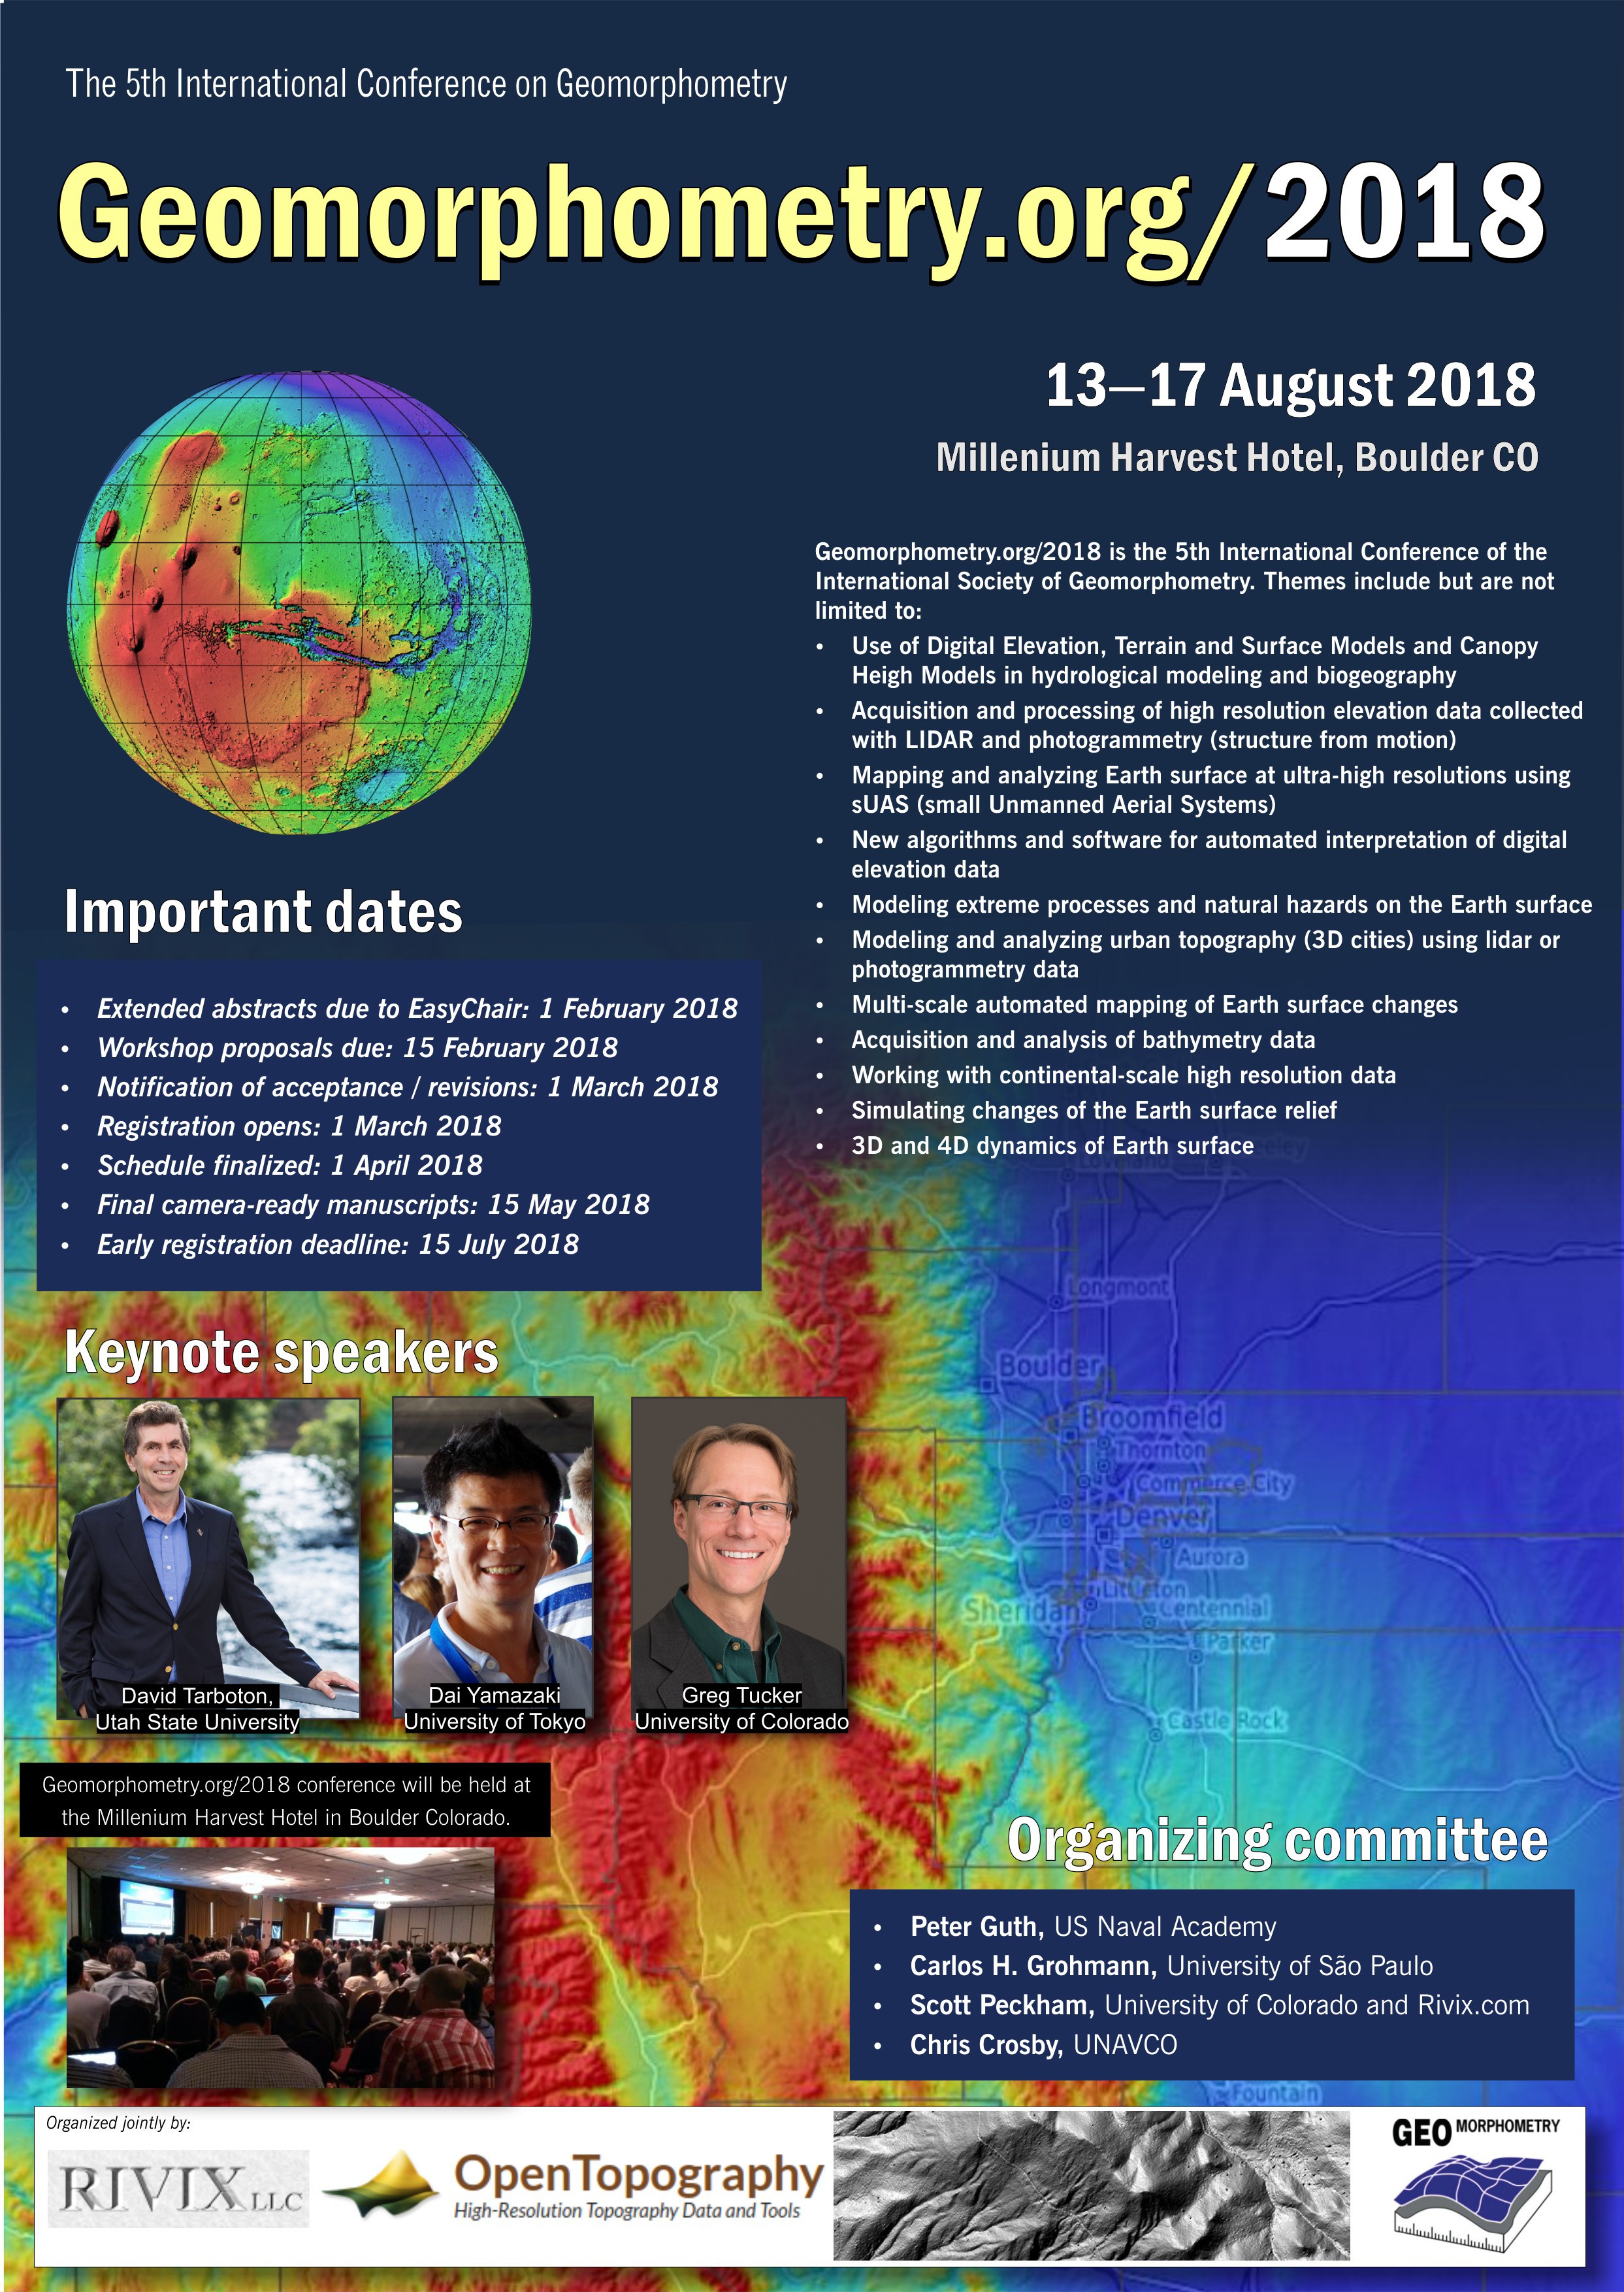 The 5th International Conference on Geomorphometry
Geomorphometry.org/2018
13–17 August 2018
Millenium Harvest Hotel, Boulder CO
Geomorphometry.org/2018 is the 5th International Conference of the
International Society of Geomorphometry. Themes include but are not
limited to:
• Use of Digital Elevation, Terrain and Surface Models and Canopy
Heigh Models in hydrological modeling and biogeography
• Acquisition and processing of high resolution elevation data collected
with LIDAR and photogrammetry (structure from motion)
• Mapping and analyzing Earth surface at ultra-high resolutions using
sUAS (small Unmanned Aerial Systems)
• New algorithms and software for automated interpretation of digital
elevation data
• Modeling extreme processes and natural hazards on the Earth surface
• Modeling and analyzing urban topography (3D cities) using lidar or
photogrammetry data
• Multi-scale automated mapping of Earth surface changes
• Acquisition and analysis of bathymetry data
• Working with continental-scale high resolution data
• Simulating changes of the Earth surface relief
• 3D and 4D dynamics of Earth surface
Important dates
• Extended abstracts due to EasyChair: 1 February 2018
• Workshop proposals due: 15 February 2018
• Notification of acceptance / revisions: 1 March 2018
• Registration opens: 1 March 2018
• Schedule finalized: 1 April 2018
• Final camera-ready manuscripts: 15 May 2018
• Early registration deadline: 15 July 2018
Longmont
Boulder
Broomfield
Thornton
Commerce City
Denver
Aurora
Littleton
Sheridan
Centennial
Parker
Castle Rock
Fountain
Keynote speakers
David Tarboton,
Utah State University
Dai Yamazaki
University of Tokyo
Greg Tucker
University of Colorado
Geomorphometry.org/2018 conference will be held at
the Millenium Harvest Hotel in Boulder Colorado.
Organizing committee
• Peter Guth, US Naval Academy
• Carlos H. Grohmann, University of São Paulo
• Scott Peckham, University of Colorado and Rivix.com
• Chris Crosby, UNAVCO
Organized jointly by:
RIVIX LLC
OpenTopography
High-Resolution Topography Data and Tools
GEO MORPHOMETRY